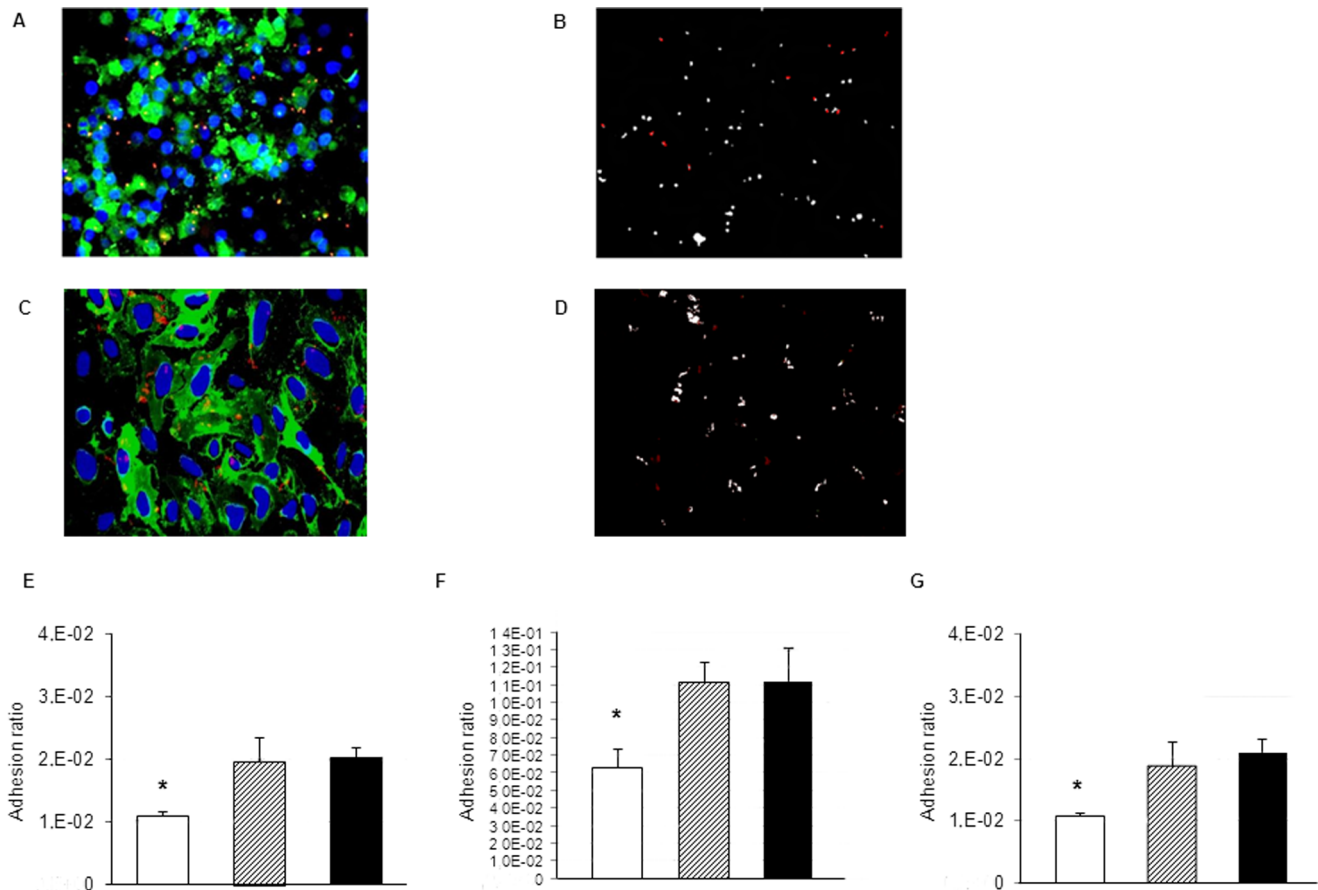 A
B
C
D
E
F
G
Adhesion ratio
4.E-02
3.E-02
2.E-02
1.E-02
0
*
Adhesion ratio
1 4E-01
1 3E-01
1 2E-01
1 1E-01
1 0E-01
9 0E-02
8 0E-02
7 0E-02
6 0E-02
5 0E-02
4 0E-02
3 0E-02
2 0E-02
1 0E-02
0
*
Adhesion ratio
4.E-02
3.E-02
2.E-02
1.E-02
0
*